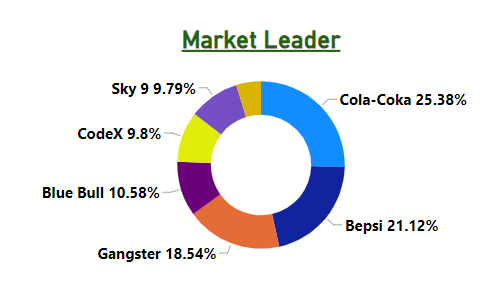 Market Leader
Sky 9 9.79%
Cola-Coka 25.38%
CodeX 9.8%
Blue Bull 10.58%
Bepsi 21.12%
Gangster 18.54%